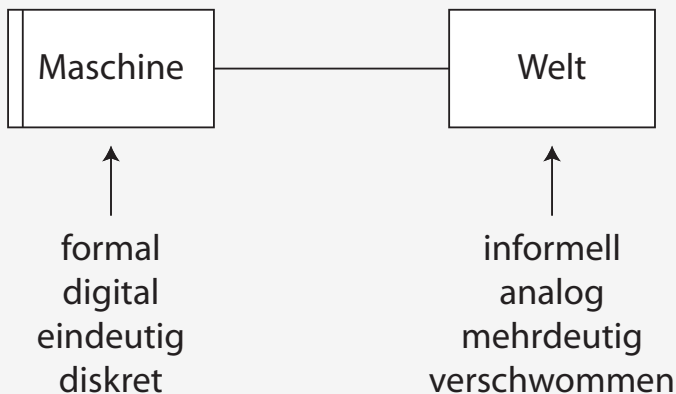 Maschine
Welt
formal
digital
eindeutig
diskret
informell
analog
mehrdeutig
verschwommen